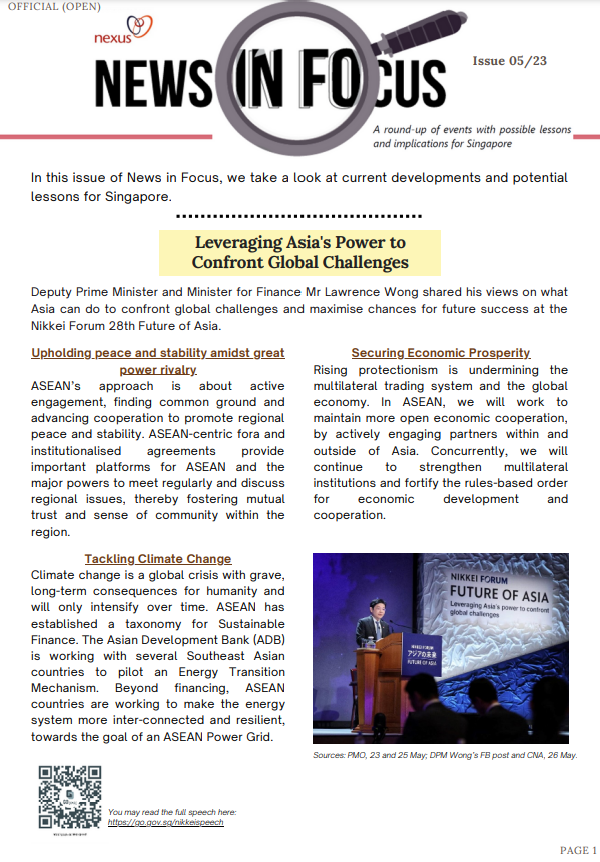 OFFICIAL (OPEN)
nexus
NEWS IN FOCUS
Issue 05/23
A round-up of events with possible lessons
and implications for Singapore
In this issue of News in Focus, we take a look at current developments and potential
lessons for Singapore.
Leveraging Asia's Power to
Confront Global Challenges
Deputy Prime Minister and Minister for Finance Mr Lawrence Wong shared his views on what
Asia can do to confront global challenges and maximise chances for future success at the
Nikkei Forum 28th Future of Asia.
Upholding peace and stability amidst great
power rivalry
ASEAN's approach is about active
engagement, finding common ground and
advancing cooperation to promote regional
peace and stability. ASEAN-centric fora and
institutionalised agreements provide
important platforms for ASEAN and the
major powers to meet regularly and discuss
regional issues, thereby fostering mutual
trust and sense of community within the
region.
Tackling Climate Change
Climate change is a global crisis with grave,
long-term consequences for humanity and
will only intensify over time. ASEAN has
established a taxonomy for Sustainable
Finance. The Asian Development Bank (ADB)
is working with several Southeast Asian
countries to pilot an Energy Transition
Mechanism. Beyond financing, ASEAN
countries are working to make the energy
system more inter-connected and resilient,
towards the goal of an ASEAN Power Grid.
You may read the full speech here:
https://go.gov.sg/nikkeispeech
Securing Economic Prosperity
Rising protectionism is undermining the
multilateral trading system and the global
economy. In ASEAN, we will work to
maintain more open economic cooperation,
by actively engaging partners within and
outside of Asia. Concurrently, we will
continue to strengthen multilateral
institutions and fortify the rules-based order
for economic development and
cooperation.
NIKKEI FORUM
FUTURE OF ASIA
Leveraging Asia's power to confront
global challenges
NIKKEI FORUM
アジアの未来
FUTURE OF ASIA
Sources: PMO, 23 and 25 May; DPM Wong's FB post and CNA, 26 May.
PAGE 1